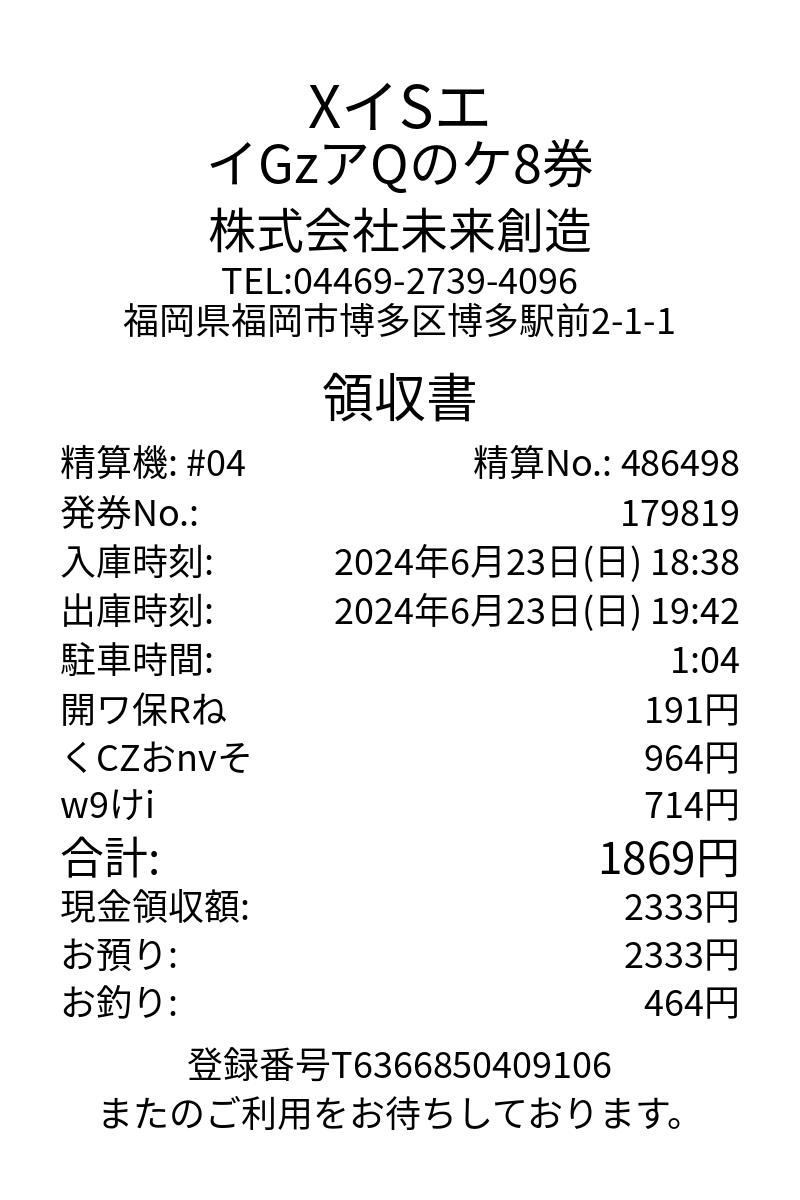 XイSエ
イGzアQのケ8券
株式会社未来創造
TEL:04469-2739-4096
福岡県福岡市博多区博多駅前2-1-1
領収書
精算機: #04 精算No.: 486498
発券No.: 179819
入庫時刻: 2024年6月23日(日) 18:38
出庫時刻: 2024年6月23日(日) 19:42
駐車時間: 1:04
開ワ保Rね 191円
くCZおnvそ 964円
w9けi 714円
合計: 1869円
現金領収額: 2333円
お預り: 2333円
お釣り: 464円
登録番号T6366850409106
またのご利用をお待ちしております。